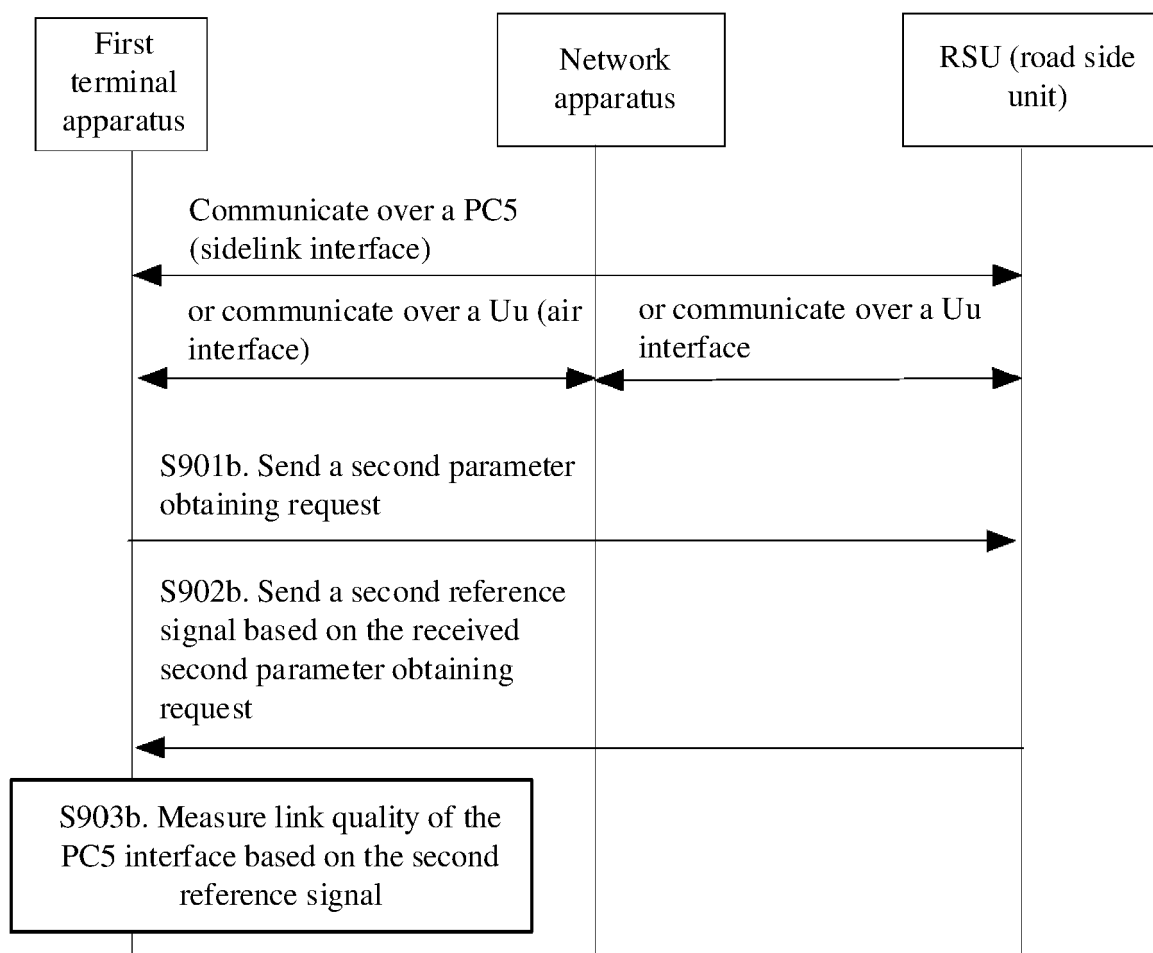 First
terminal
apparatus
Network
apparatus
RSU (road side
unit)
Communicate over a PC5
(sidelink interface)
or communicate over a Uu (air
interface)
or communicate over a Uu
interface
S901b. Send a second parameter
obtaining request
S902b. Send a second reference
signal based on the received
second parameter obtaining
request
S903b. Measure link quality of the
PC5 interface based on the second
reference signal